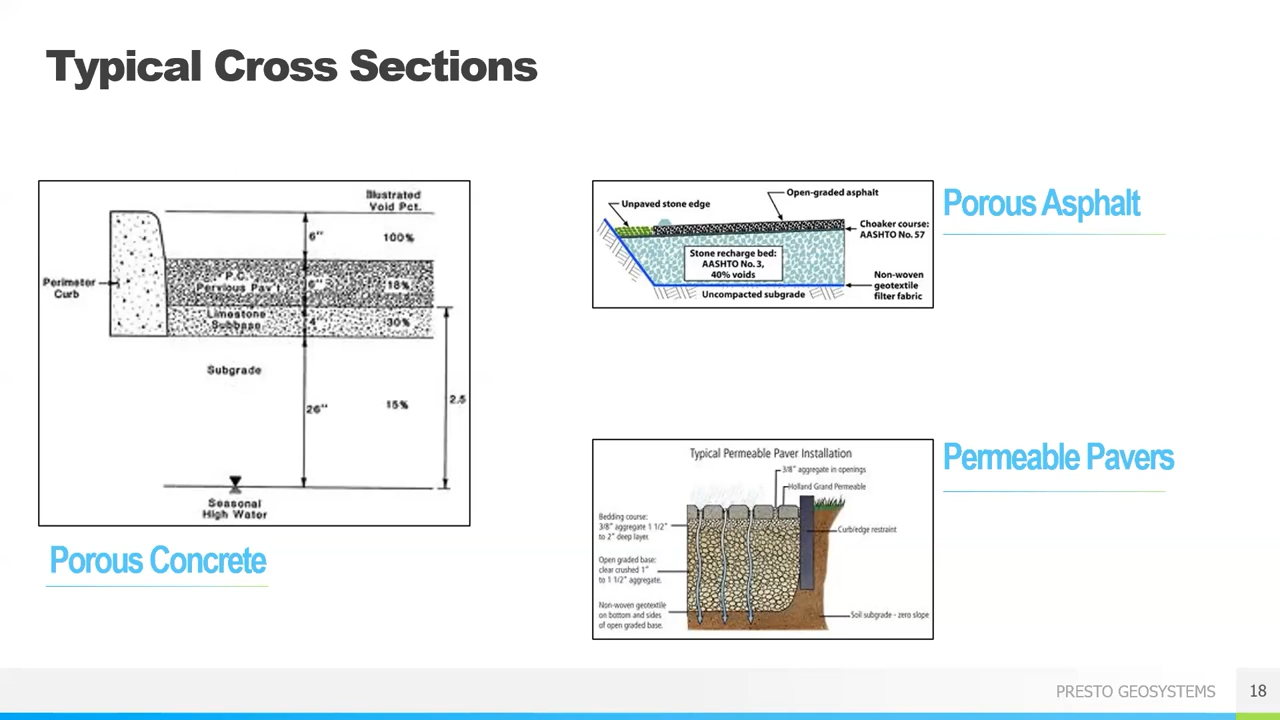 Typical Cross Sections
Illustrated
Void Pct.
6"
100%
Perimeter
Curb
P.C.
Pervious Pav't.
6"
18%
Limestone
Subbase
4"
30%
Subgrade
26"
15%
2.5
Seasonal
High Water
Porous Concrete
Open-graded asphalt
Unpaved stone edge
Choaker course:
AASHTO No. 57
Stone recharge bed:
AASHTO No. 3,
40% voids
Non-woven
geotextile
filter fabric
Uncompacted subgrade
Porous Asphalt
Typical Permeable Paver Installation
3/8" aggregate in openings
Holland Grand Permeable
Bedding course:
3/8" aggregate 1 1/2"
to 2" deep layer.
Curb/edge restraint
Open graded base:
clear crushed 1"
to 1 1/2" aggregate.
Non-woven geotextile
on bottom and sides
of open graded base.
Soil subgrade - zero slope
Permeable Pavers
PRESTO GEOSYSTEMS
18